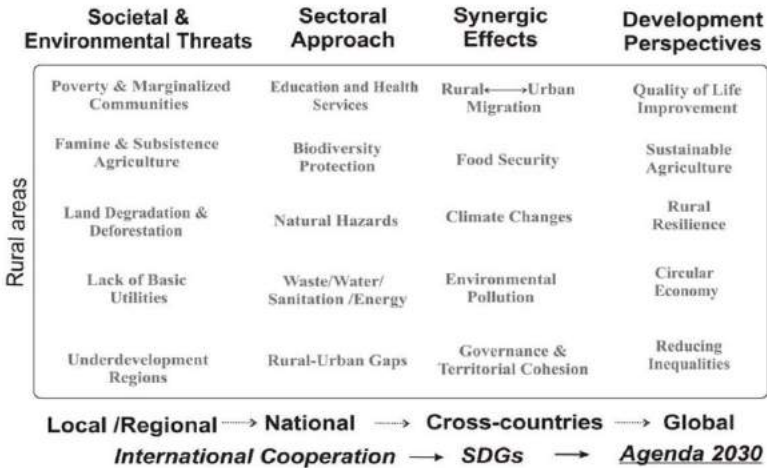 Societal &
Environmental Threats
Sectoral
Approach
Synergic
Effects
Development
Perspectives
Rural areas
Poverty & Marginalized
Communities
Education and Health
Services
Rural←→Urban
Migration
Quality of Life
Improvement
Famine & Subsistence
Agriculture
Biodiversity
Protection
Food Security
Sustainable
Agriculture
Land Degradation &
Deforestation
Natural Hazards
Climate Changes
Rural
Resilience
Lack of Basic
Utilities
Waste/Water/
Sanitation /Energy
Environmental
Pollution
Circular
Economy
Underdevelopment
Regions
Rural-Urban Gaps
Governance &
Territorial Cohesion
Reducing
Inequalities
Local /Regional → National → Cross-countries → Global
International Cooperation → SDGs → Agenda 2030